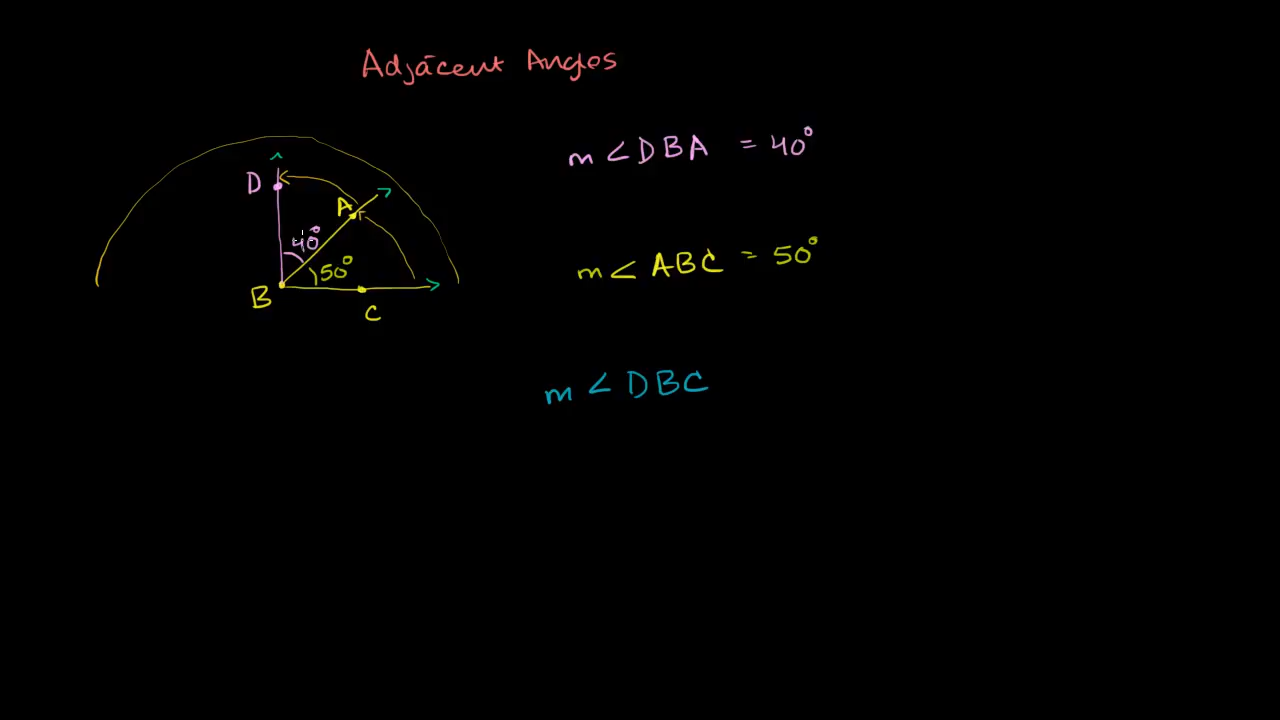 Adjacent Angles
m ∠ DBA = 40°
D
A
40°
50°
m ∠ ABC = 50°
B
C
m ∠ DBC